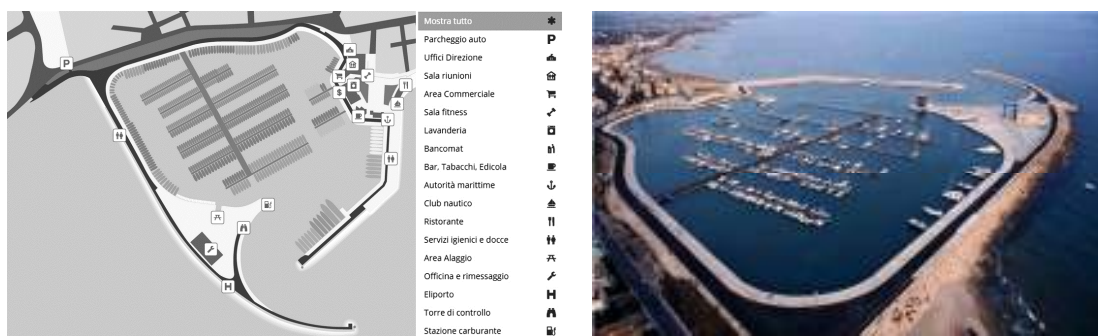 Mostra tutto
Parcheggio auto P
Uffici Direzione
Sala riunioni
Area Commerciale
Sala fitness
Lavanderia
Bancomat
Bar, Tabacchi, Edicola
Autorità marittime
Club nautico
Ristorante
Servizi igienici e docce
Area Alaggio
Officina e rimessaggio
Eliporto H
Torre di controllo
Stazione carburante
P
$
H